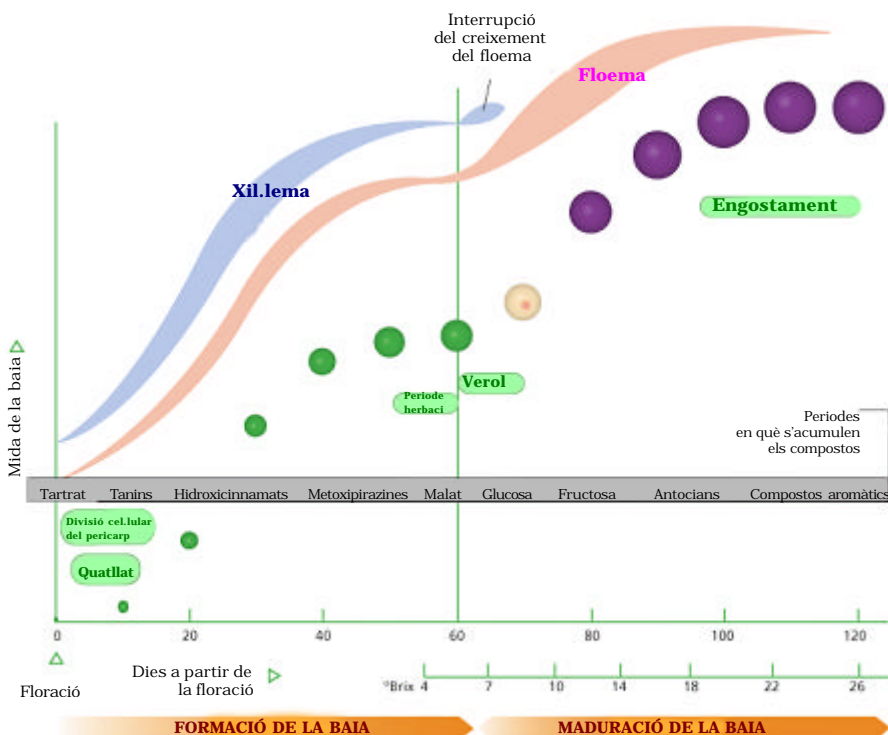 Interrupció
del creixement
del floema
Floema
Xil.lema
Engostament
Mida de la baia
Verol
Periode
herbaci
Periodes
en què s'acumulen
els compostos
Tartrat Tanins Hidroxicinnamats Metoxipirazines Malat Glucosa Fructosa Antocians Compostos aromàtics
Divisió cel.lular
del pericarp
Quatllat
0 20 40 60 80 100 120
Dies a partir de
la floració
Floració
°Brix 4 7 10 14 18 22 26
FORMACIÓ DE LA BAIA MADURACIÓ DE LA BAIA